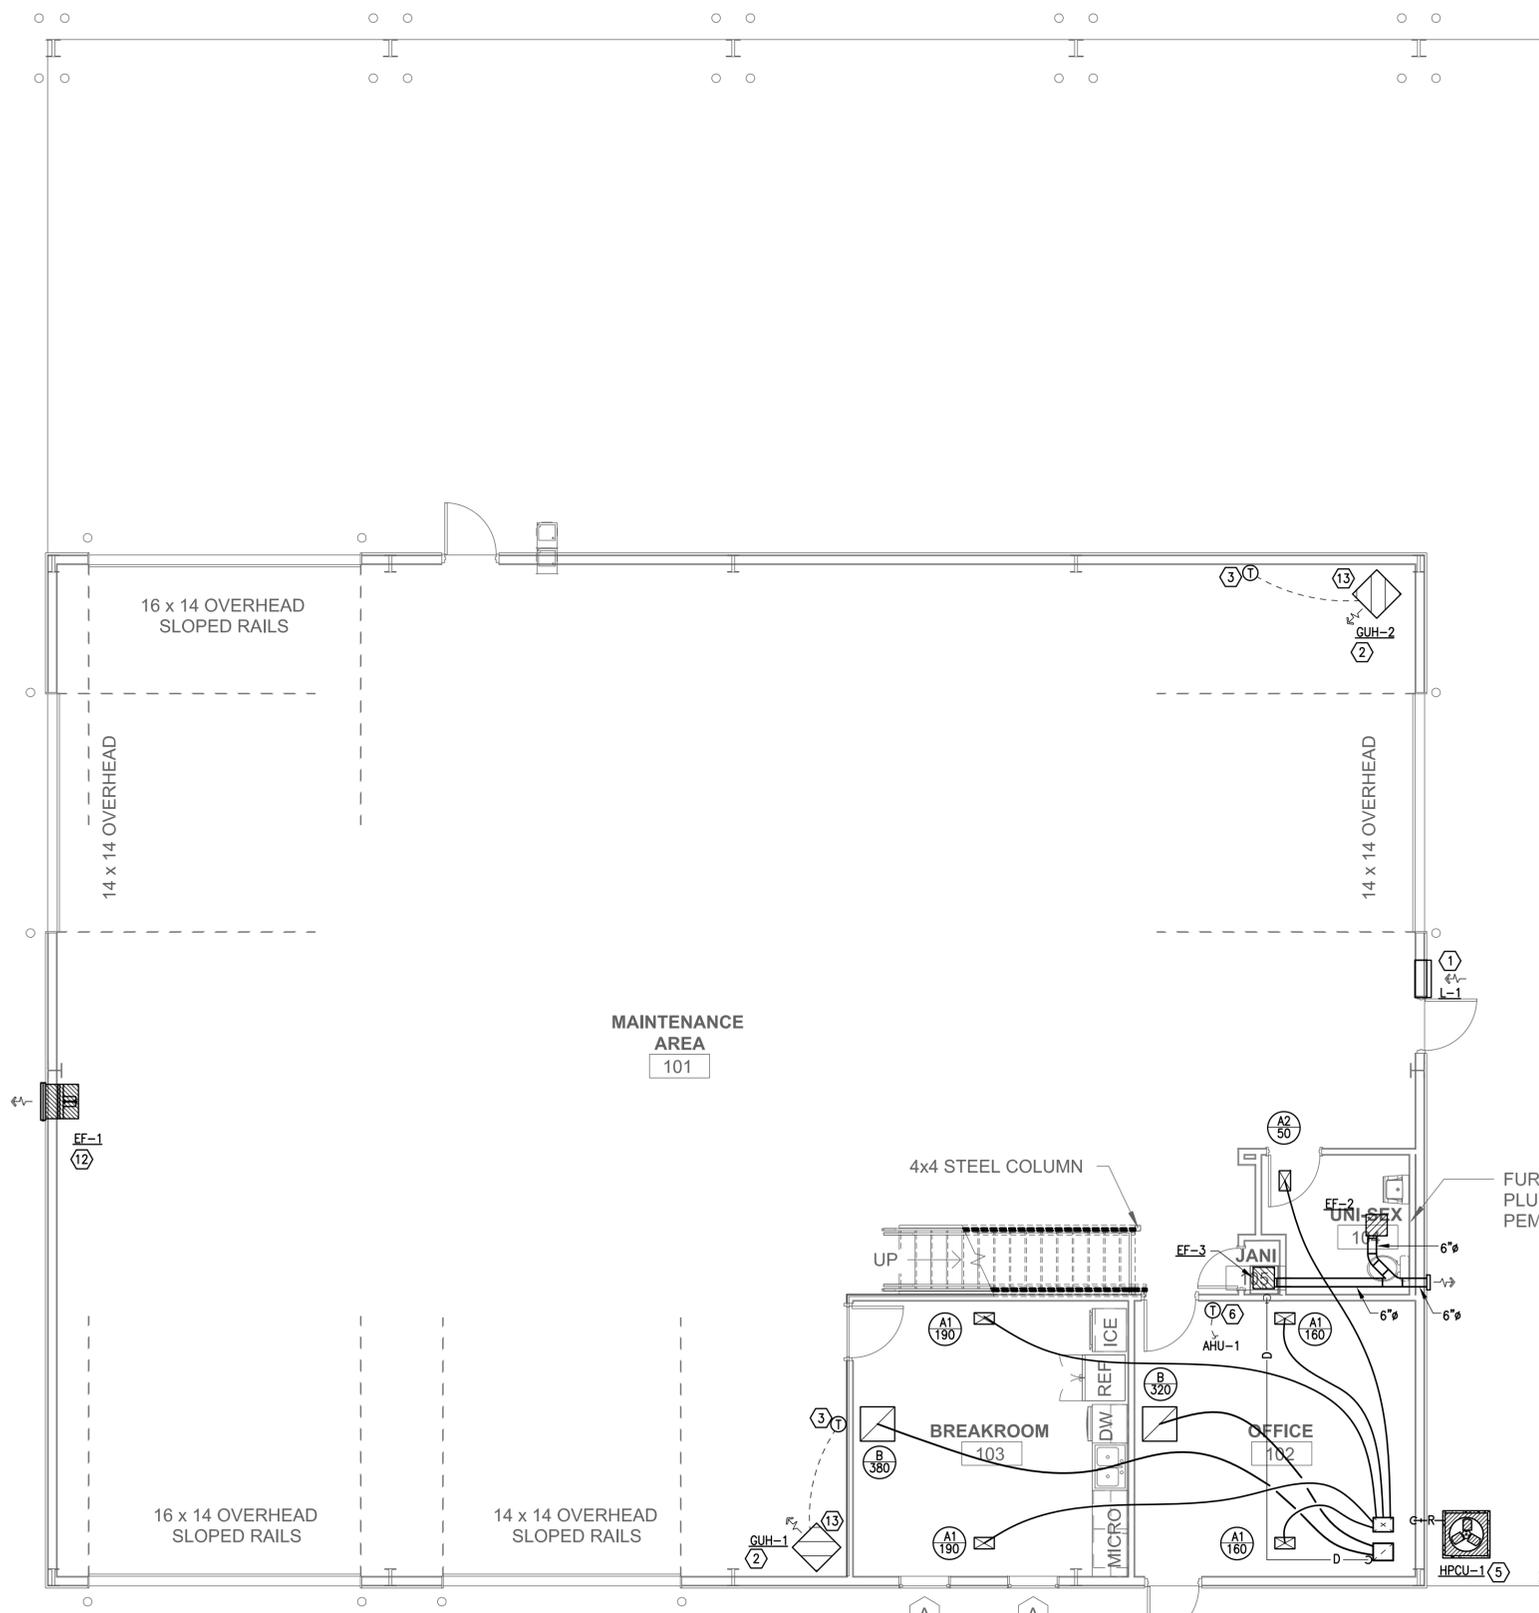 16 x 14 OVERHEAD
SLOPED RAILS
3
T
13
GUH-2
2
14 x 14 OVERHEAD
14 x 14 OVERHEAD
1
L-1
MAINTENANCE
AREA
101
EF-1
12
A2
50
4x4 STEEL COLUMN
FUR
PLU
PEM
EF-2
UNI-SEX
6"ø
UP
EF-3
JANI
105
6"ø
6"ø
A1
190
ICE
T
6
AHU-1
A1
160
D
REF
B
320
3
T
BREAKROOM
103
DW
OFFICE
102
B
380
16 x 14 OVERHEAD
SLOPED RAILS
14 x 14 OVERHEAD
SLOPED RAILS
13
GUH-1
2
A1
190
MICRO
A1
160
D
R
HPCU-1
5
A
A